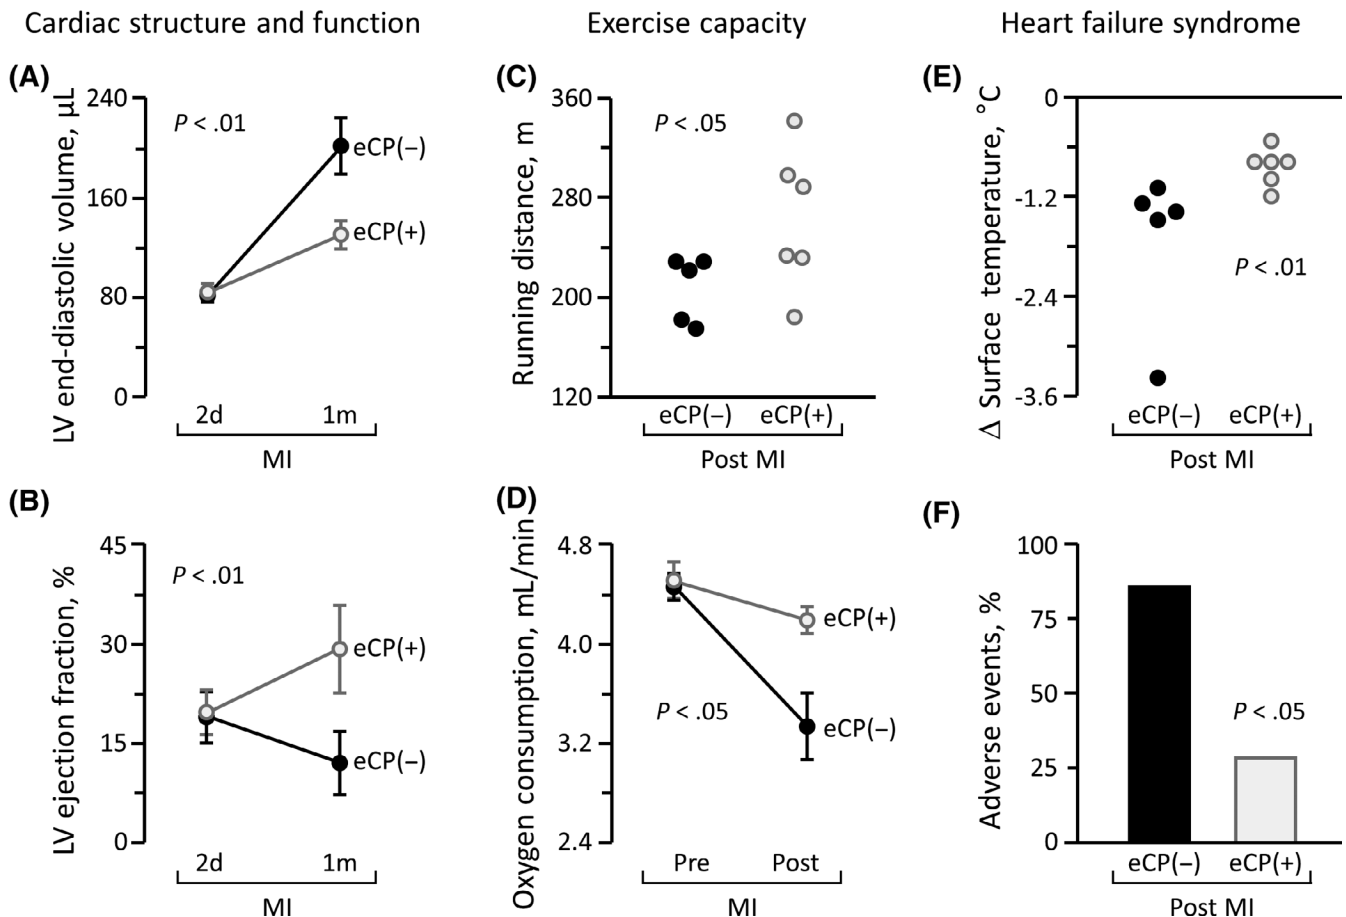 Cardiac structure and function
Exercise capacity
Heart failure syndrome
(A)
LV end-diastolic volume, µL
240
160
80
0
P < .01
eCP(–)
eCP(+)
2d
1m
MI
(C)
Running distance, m
360
280
200
120
P < .05
eCP(–)
eCP(+)
Post MI
(E)
Δ Surface temperature, °C
0
-1.2
-2.4
-3.6
P < .01
eCP(–)
eCP(+)
Post MI
(B)
LV ejection fraction, %
45
30
15
0
P < .01
eCP(+)
eCP(–)
2d
1m
MI
(D)
Oxygen consumption, mL/min
4.8
4.0
3.2
2.4
P < .05
eCP(+)
eCP(–)
Pre
Post
MI
(F)
Adverse events, %
100
75
50
25
0
P < .05
eCP(–)
eCP(+)
Post MI